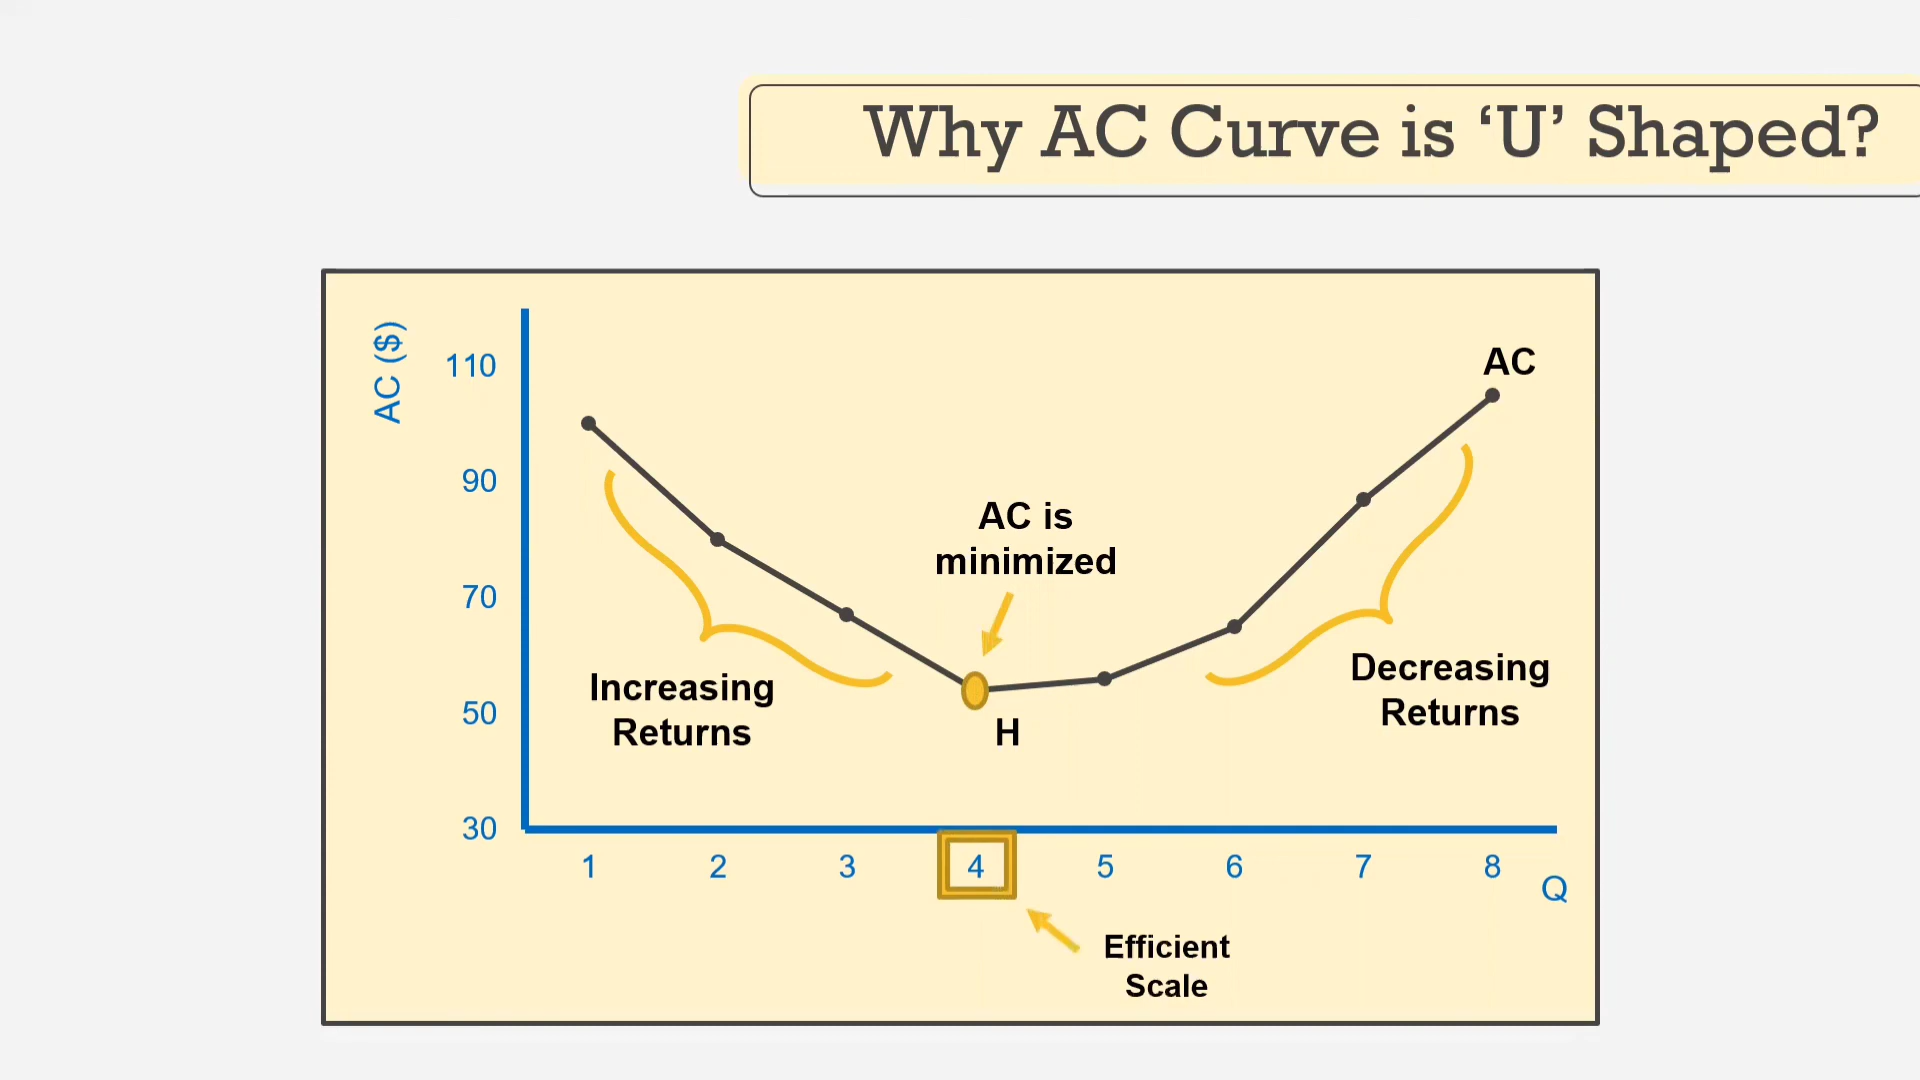 Why AC Curve is ‘U’ Shaped?
AC ($)
110
90
70
50
30
AC
AC is
minimized
Increasing
Returns
H
Decreasing
Returns
1 2 3 4 5 6 7 8
Q
Efficient
Scale